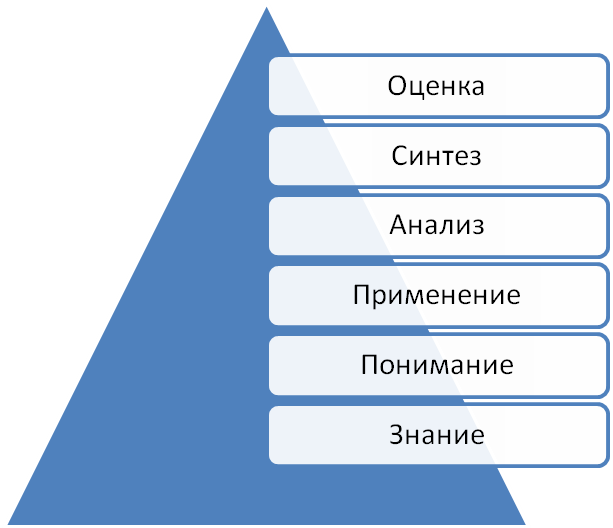 Оценка
Синтез
Анализ
Применение
Понимание
Знание